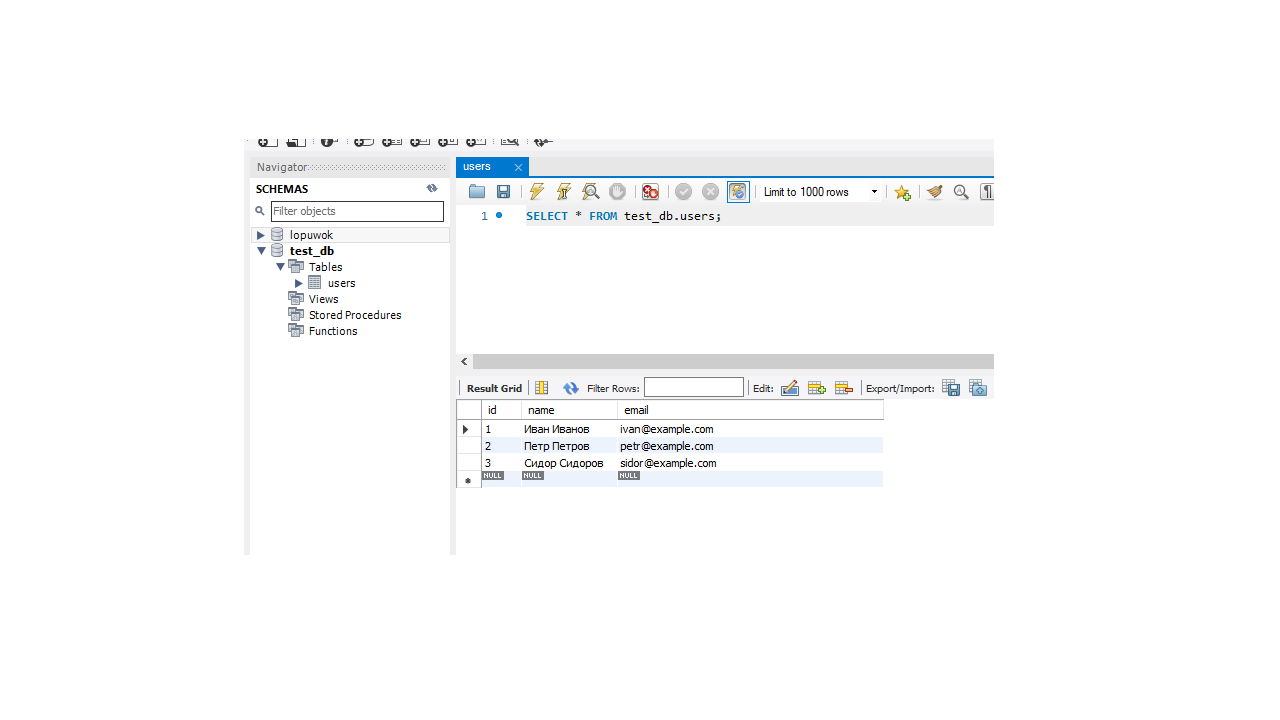 Navigator
users
SCHEMAS
Limit to 1000 rows
Filter objects
1 SELECT * FROM test_db.users;
lopuwok
test_db
Tables
users
Views
Stored Procedures
Functions
Result Grid Filter Rows: Edit: Export/Import:
id name email
1 Иван Иванов ivan@example.com
2 Петр Петров petr@example.com
3 Сидор Сидоров sidor@example.com
NULL NULL NULL